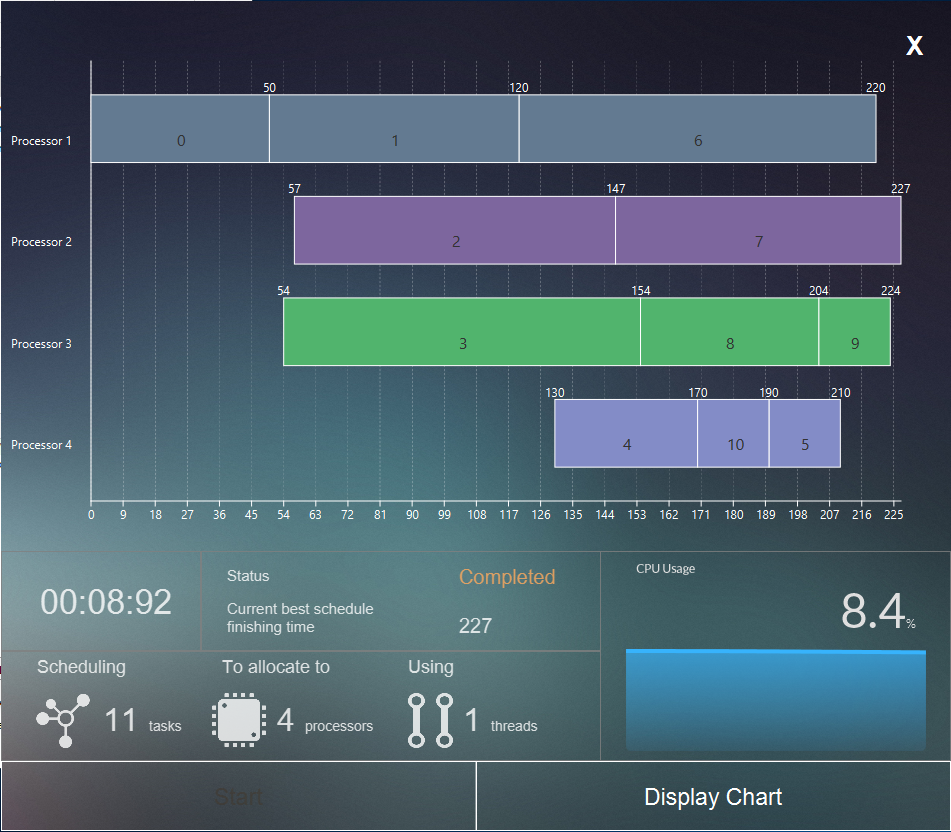 X
50 120 220
Processor 1 0 1 6
57 147 227
Processor 2 2 7
54 154 204 224
Processor 3 3 8 9
130 170 190 210
Processor 4 4 10 5
0 9 18 27 36 45 54 63 72 81 90 99 108 117 126 135 144 153 162 171 180 189 198 207 216 225
00:08:92
Status Completed
Current best schedule
finishing time 227
CPU Usage
8.4%
Scheduling
11 tasks
To allocate to
4 processors
Using
1 threads
Start
Display Chart